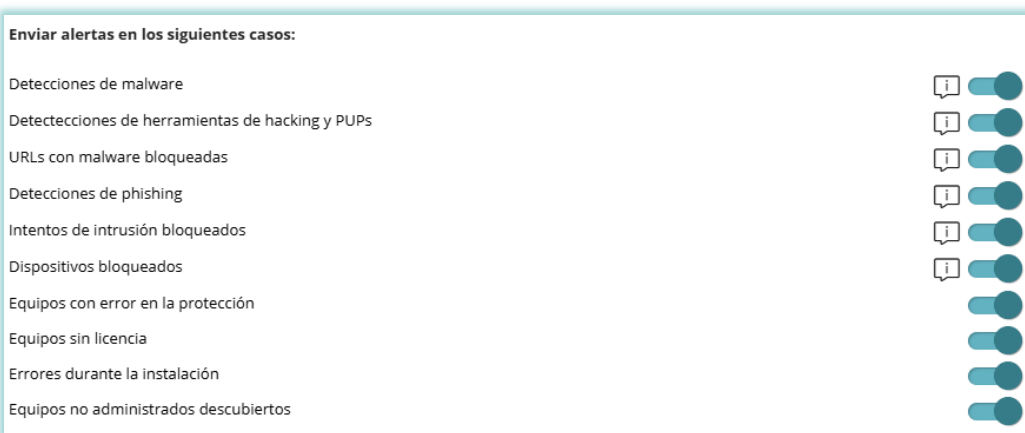 Enviar alertas en los siguientes casos:
Detecciones de malware
Detectecciones de herramientas de hacking y PUPs
URLs con malware bloqueadas
Detecciones de phishing
Intentos de intrusión bloqueados
Dispositivos bloqueados
Equipos con error en la protección
Equipos sin licencia
Errores durante la instalación
Equipos no administrados descubiertos